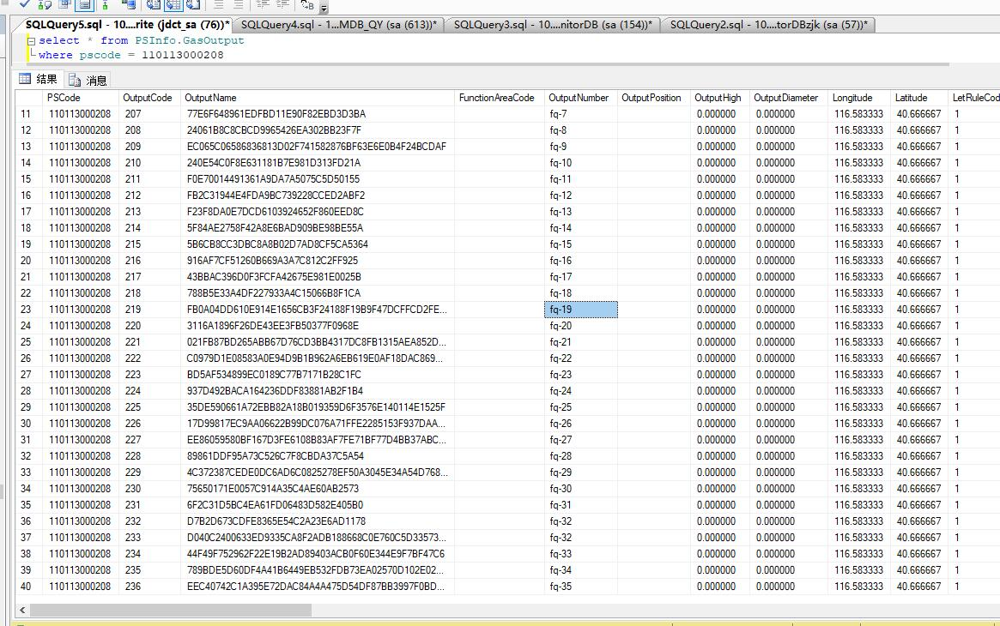 SQLQuery5.sql - 10....rite (jdct_sa (76))* SQLQuery4.sql - 1...MDB_QY (sa (613))* SQLQuery3.sql - 10....nitorDB (sa (154))* SQLQuery2.sql - 10....torDBzjk (sa (57))*
select * from PSInfo.GasOutput
where pscode = 110113000208
结果 消息
PSCode OutputCode OutputName FunctionAreaCode OutputNumber OutputPosition OutputHigh OutputDiameter Longitude Latitude LetRuleCod
11 110113000208 207 77E6F648961EDFBD11E90F82EBD3D3BA fq-7 0.000000 0.000000 116.583333 40.666667 1
12 110113000208 208 24061B8C8CBCD9965426EA302BB23F7F fq-8 0.000000 0.000000 116.583333 40.666667 1
13 110113000208 209 EC065C06586836813D02F741582876BF63E6E0B4F24BCDAF fq-9 0.000000 0.000000 116.583333 40.666667 1
14 110113000208 210 240E54C0F8E631181B7E981D313FD21A fq-10 0.000000 0.000000 116.583333 40.666667 1
15 110113000208 211 F0E70014491361A9DA7A5075C5D50155 fq-11 0.000000 0.000000 116.583333 40.666667 1
16 110113000208 212 FB2C31944E4FDA9BC739228CCED2ABF2 fq-12 0.000000 0.000000 116.583333 40.666667 1
17 110113000208 213 F23F8DA0E7DCD6103924652F860EED8C fq-13 0.000000 0.000000 116.583333 40.666667 1
18 110113000208 214 5F84AE2758F42A8E6BAD909BE98BE55A fq-14 0.000000 0.000000 116.583333 40.666667 1
19 110113000208 215 5B6CB8CC3DBC8A8B02D7AD8CF5CA5364 fq-15 0.000000 0.000000 116.583333 40.666667 1
20 110113000208 216 916AF7CF51260B669A3A7C812C2FF925 fq-16 0.000000 0.000000 116.583333 40.666667 1
21 110113000208 217 43BBAC396D0F3FCFA42675E981E0025B fq-17 0.000000 0.000000 116.583333 40.666667 1
22 110113000208 218 788B5E33A4DF227933A4C15066B8F1CA fq-18 0.000000 0.000000 116.583333 40.666667 1
23 110113000208 219 FB0A04DD610E914E1656CB3F24188F19B9F47DCFFCD2FE... fq-19 0.000000 0.000000 116.583333 40.666667 1
24 110113000208 220 3116A1896F26DE43EE3FB50377F0968E fq-20 0.000000 0.000000 116.583333 40.666667 1
25 110113000208 221 021FB87BD265ABB67D76CD3BB4317DC8FB1315AEA852D... fq-21 0.000000 0.000000 116.583333 40.666667 1
26 110113000208 222 C0979D1E08583A0E94D9B1B962A6EB619E0AF18DAC869... fq-22 0.000000 0.000000 116.583333 40.666667 1
27 110113000208 223 BD5AF534899EC0189C77B7171B28C1FC fq-23 0.000000 0.000000 116.583333 40.666667 1
28 110113000208 224 937D492BACA164236DDF83881AB2F1B4 fq-24 0.000000 0.000000 116.583333 40.666667 1
29 110113000208 225 35DE590661A72EBB82A18B019359D6F3576E140114E1525F fq-25 0.000000 0.000000 116.583333 40.666667 1
30 110113000208 226 17D99817EC9AA06622B99DC076A71FFE2285153F937DAA... fq-26 0.000000 0.000000 116.583333 40.666667 1
31 110113000208 227 EE86059580BF167D3FE6108B83AF7FE71BF77D4BB37ABC... fq-27 0.000000 0.000000 116.583333 40.666667 1
32 110113000208 228 89861DDF95A73C526C7F8CBDA37C5A54 fq-28 0.000000 0.000000 116.583333 40.666667 1
33 110113000208 229 4C372387CEDE0DC6AD6C0825278EF50A3045E34A54D768... fq-29 0.000000 0.000000 116.583333 40.666667 1
34 110113000208 230 75650171E0057C914A35C4AE60AB2573 fq-30 0.000000 0.000000 116.583333 40.666667 1
35 110113000208 231 6F2C31D5BC4EA61FD06483D582E405B0 fq-31 0.000000 0.000000 116.583333 40.666667 1
36 110113000208 232 D7B2D673CDFE8365E54C2A23E6AD1178 fq-32 0.000000 0.000000 116.583333 40.666667 1
37 110113000208 233 D040C2400633ED9335CA8F2ADB188668C0E760C5D33573... fq-32 0.000000 0.000000 116.583333 40.666667 1
38 110113000208 234 44F49F752962F22E19B2AD89403ACB0F60E344E9F7BF47C6 fq-33 0.000000 0.000000 116.583333 40.666667 1
39 110113000208 235 789BDE5D60DF4A41B6449EB532FDB73EA02570D102E02... fq-34 0.000000 0.000000 116.583333 40.666667 1
40 110113000208 236 EEC40742C1A395E72DAC84A4A475D54DF87BB3997F0BD... fq-35 0.000000 0.000000 116.583333 40.666667 1